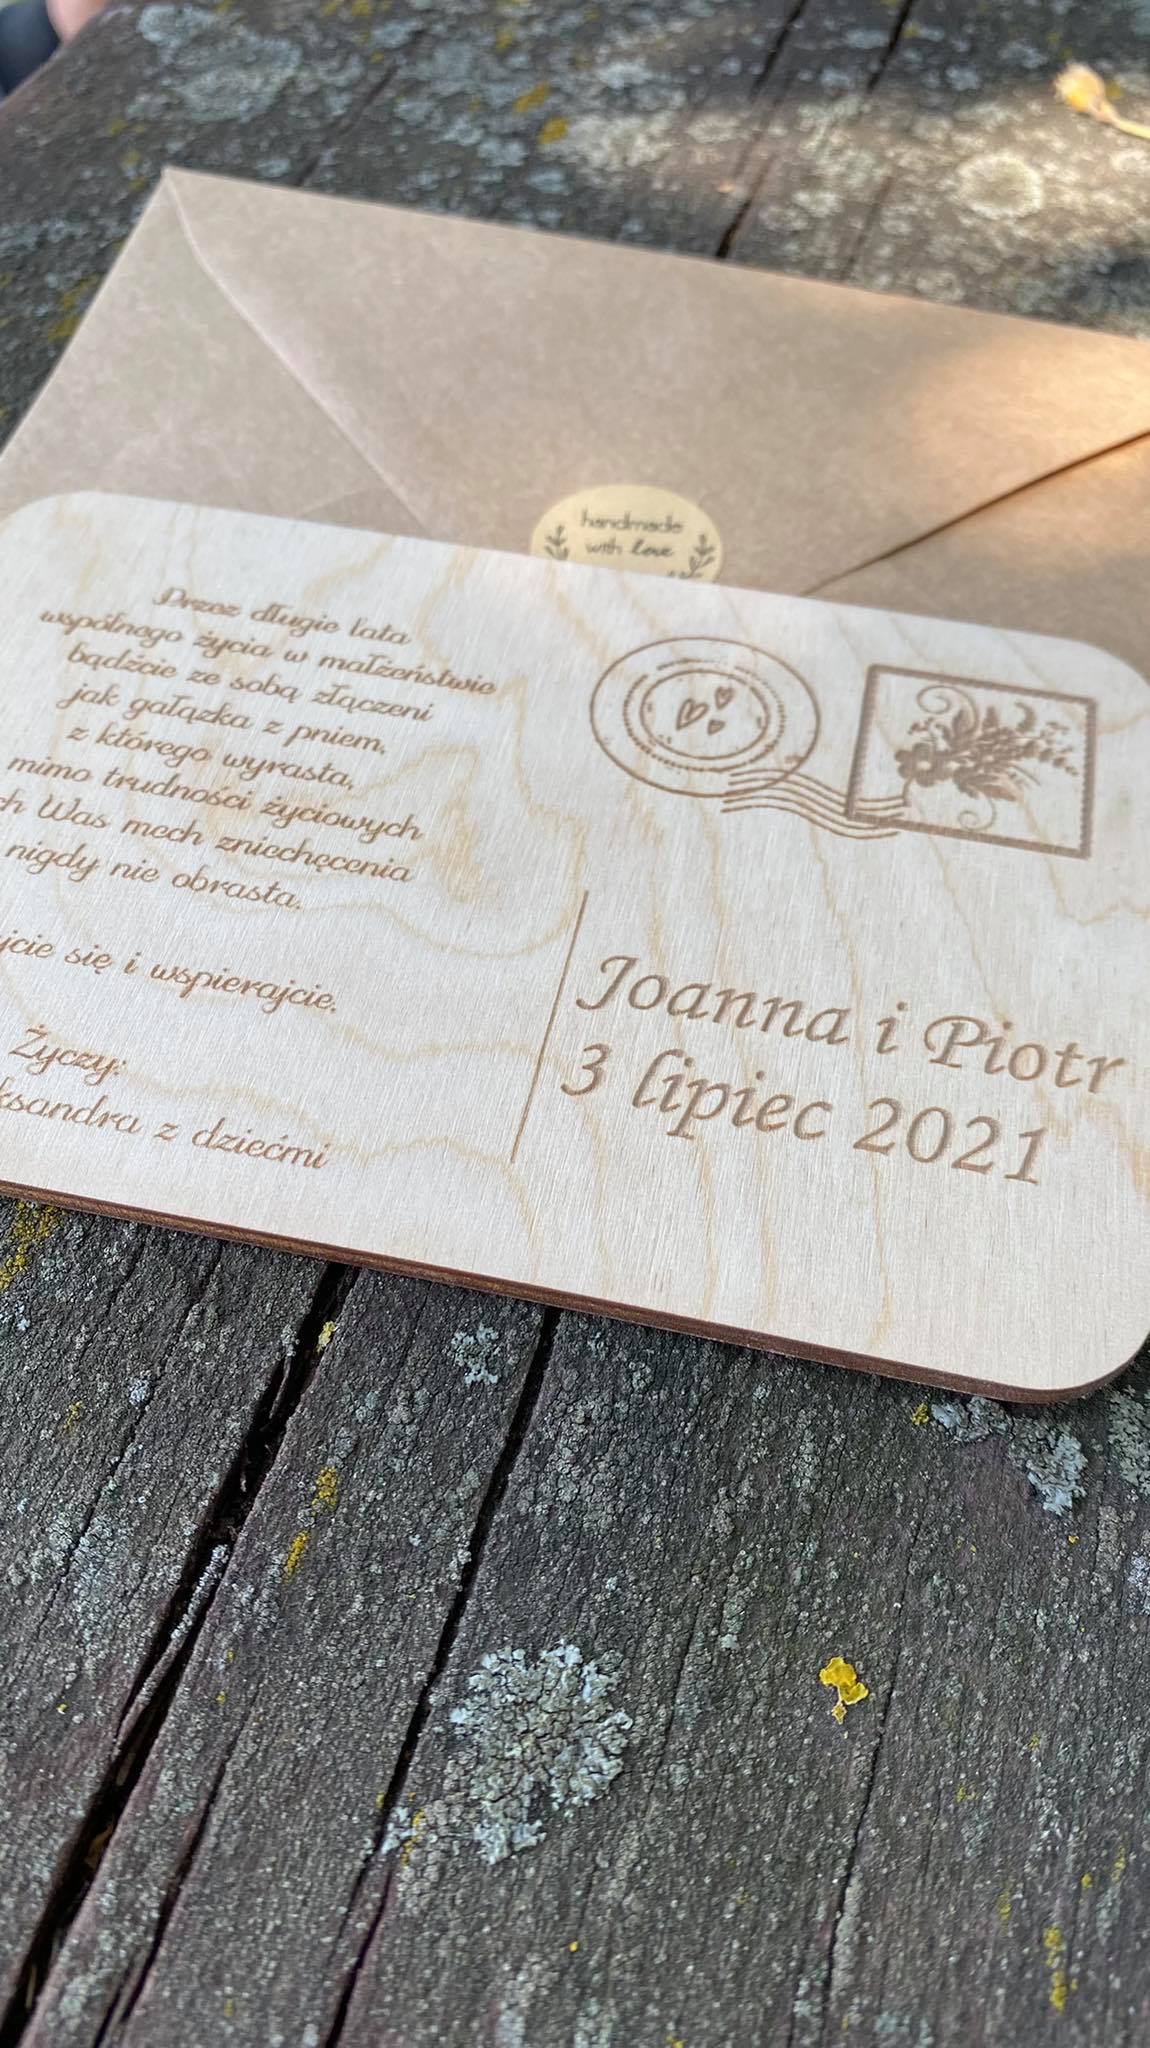 handmade
with love
Przez długie lata
wspólnego życia w małżeństwie
bądźcie ze sobą złączeni
jak gałązka z pniem,
z którego wyrasta,
mimo trudności życiowych
Was mech zniechęcenia
nigdy nie obrasta.
się i wspierajcie.
Życzy:
z dziećmi
Joanna i Piotr
3 lipiec 2021